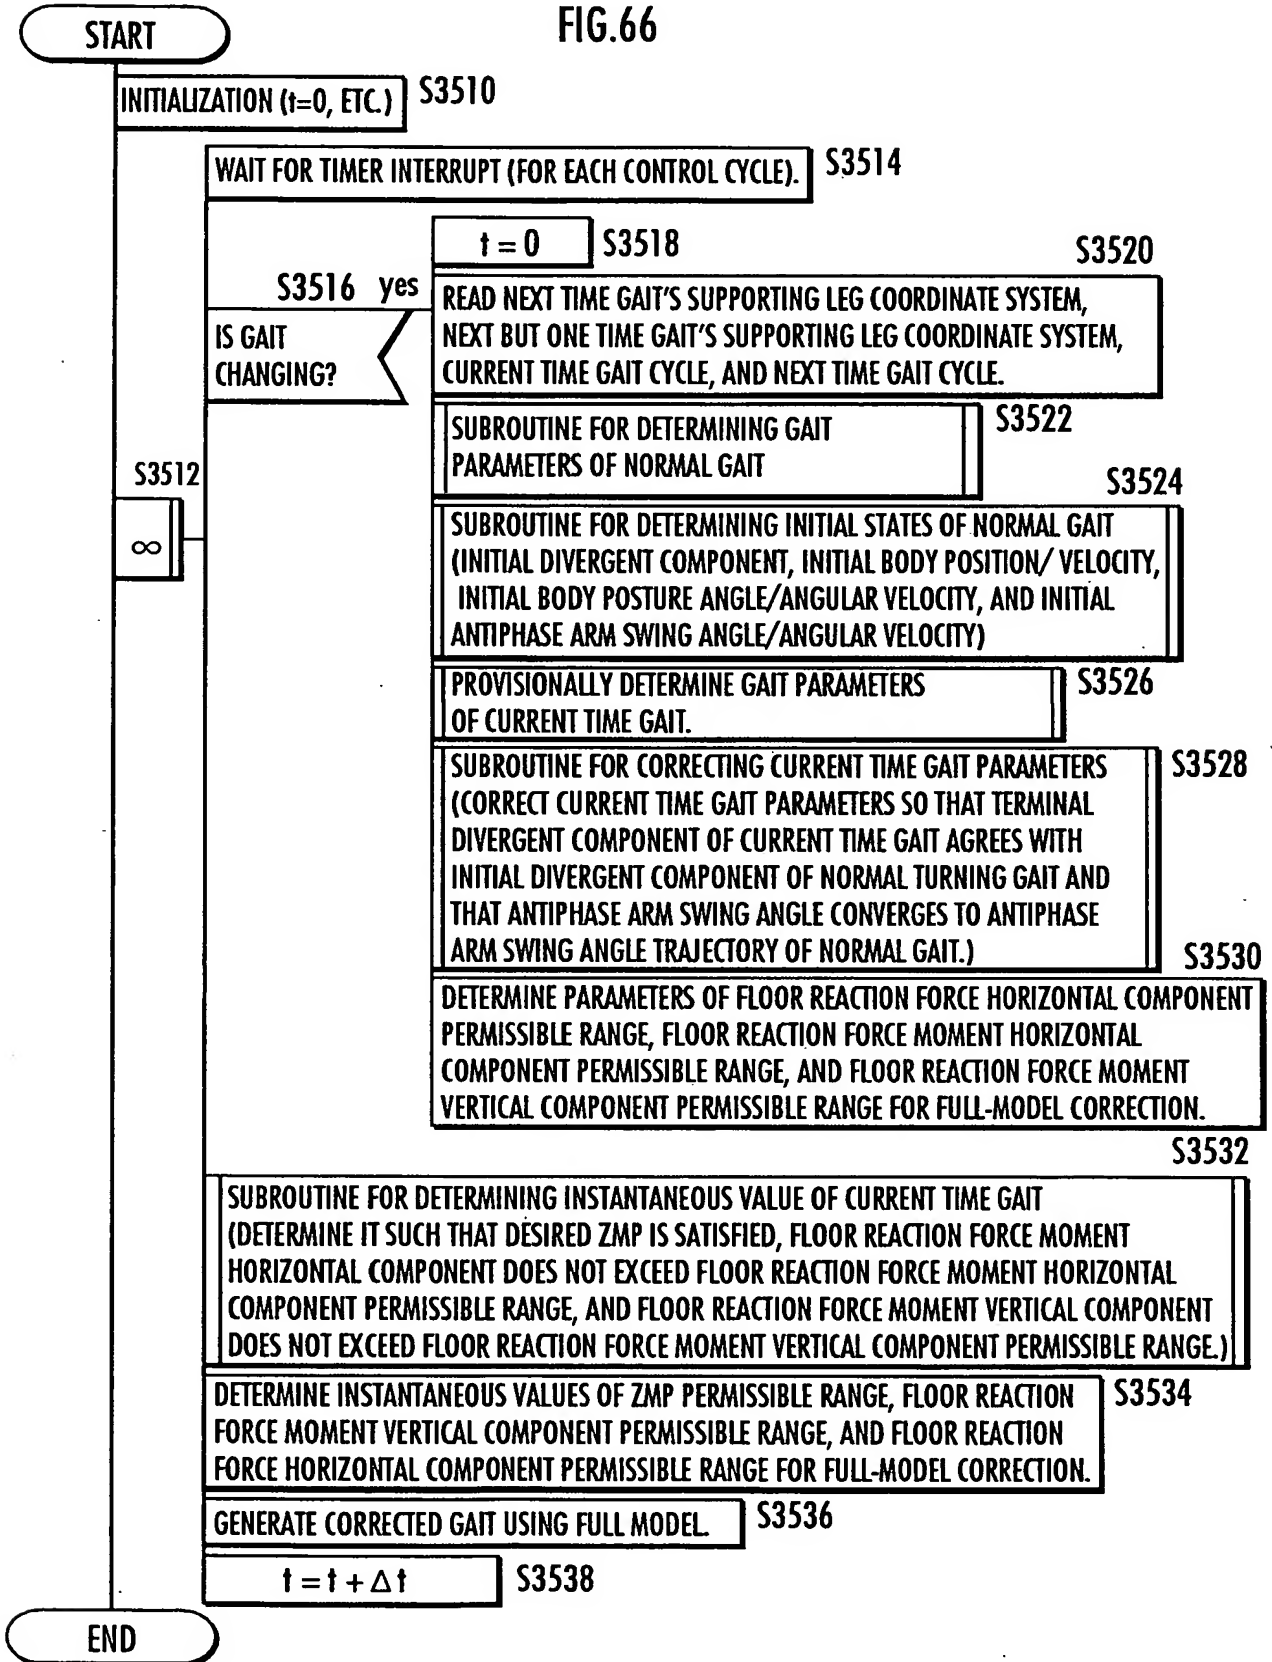 FIG.66
START
INITIALIZATION (t=0, ETC.)
S3510
WAIT FOR TIMER INTERRUPT (FOR EACH CONTROL CYCLE).
S3514
t = 0
S3518
S3516 yes
IS GAIT
CHANGING?
S3520
READ NEXT TIME GAIT'S SUPPORTING LEG COORDINATE SYSTEM,
NEXT BUT ONE TIME GAIT'S SUPPORTING LEG COORDINATE SYSTEM,
CURRENT TIME GAIT CYCLE, AND NEXT TIME GAIT CYCLE.
SUBROUTINE FOR DETERMINING GAIT
PARAMETERS OF NORMAL GAIT
S3522
S3512
∞
S3524
SUBROUTINE FOR DETERMINING INITIAL STATES OF NORMAL GAIT
(INITIAL DIVERGENT COMPONENT, INITIAL BODY POSITION/ VELOCITY,
INITIAL BODY POSTURE ANGLE/ANGULAR VELOCITY, AND INITIAL
ANTIPHASE ARM SWING ANGLE/ANGULAR VELOCITY)
PROVISIONALLY DETERMINE GAIT PARAMETERS
OF CURRENT TIME GAIT.
S3526
SUBROUTINE FOR CORRECTING CURRENT TIME GAIT PARAMETERS
(CORRECT CURRENT TIME GAIT PARAMETERS SO THAT TERMINAL
DIVERGENT COMPONENT OF CURRENT TIME GAIT AGREES WITH
INITIAL DIVERGENT COMPONENT OF NORMAL TURNING GAIT AND
THAT ANTIPHASE ARM SWING ANGLE CONVERGES TO ANTIPHASE
ARM SWING ANGLE TRAJECTORY OF NORMAL GAIT.)
S3528
S3530
DETERMINE PARAMETERS OF FLOOR REACTION FORCE HORIZONTAL COMPONENT
PERMISSIBLE RANGE, FLOOR REACTION FORCE MOMENT HORIZONTAL
COMPONENT PERMISSIBLE RANGE, AND FLOOR REACTION FORCE MOMENT
VERTICAL COMPONENT PERMISSIBLE RANGE FOR FULL-MODEL CORRECTION.
S3532
SUBROUTINE FOR DETERMINING INSTANTANEOUS VALUE OF CURRENT TIME GAIT
(DETERMINE IT SUCH THAT DESIRED ZMP IS SATISFIED, FLOOR REACTION FORCE MOMENT
HORIZONTAL COMPONENT DOES NOT EXCEED FLOOR REACTION FORCE MOMENT HORIZONTAL
COMPONENT PERMISSIBLE RANGE, AND FLOOR REACTION FORCE MOMENT VERTICAL COMPONENT
DOES NOT EXCEED FLOOR REACTION FORCE MOMENT VERTICAL COMPONENT PERMISSIBLE RANGE.)
DETERMINE INSTANTANEOUS VALUES OF ZMP PERMISSIBLE RANGE, FLOOR REACTION
FORCE MOMENT VERTICAL COMPONENT PERMISSIBLE RANGE, AND FLOOR REACTION
FORCE HORIZONTAL COMPONENT PERMISSIBLE RANGE FOR FULL-MODEL CORRECTION.
S3534
GENERATE CORRECTED GAIT USING FULL MODEL.
S3536
t = t + Δt
S3538
END